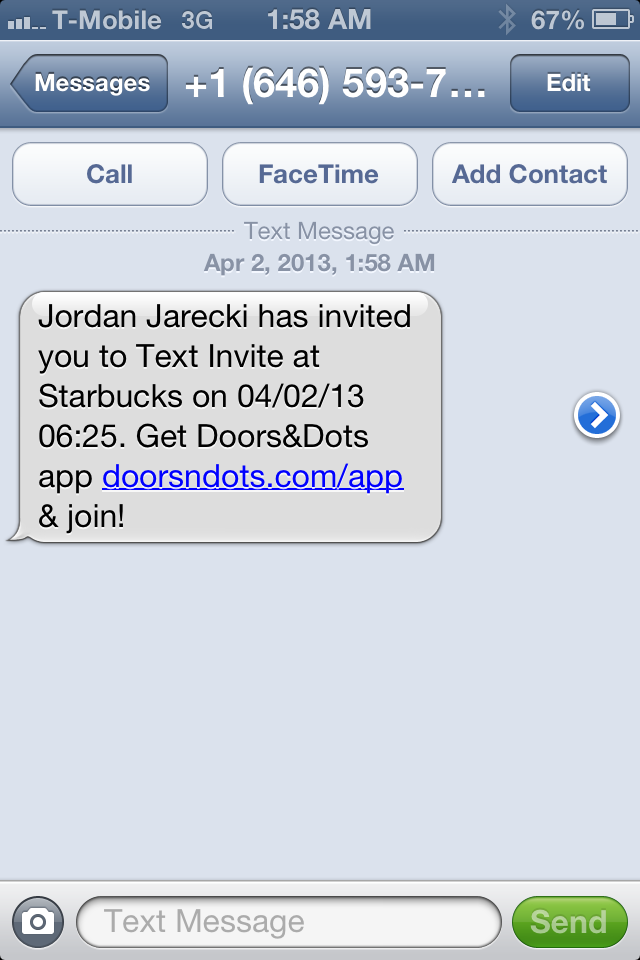 T-Mobile 3G 1:58 AM 67%
Messages +1 (646) 593-7... Edit
Call FaceTime Add Contact
Text Message
Apr 2, 2013, 1:58 AM
Jordan Jarecki has invited
you to Text Invite at
Starbucks on 04/02/13
06:25. Get Doors&Dots
app doorsndots.com/app
& join!
Text Message Send